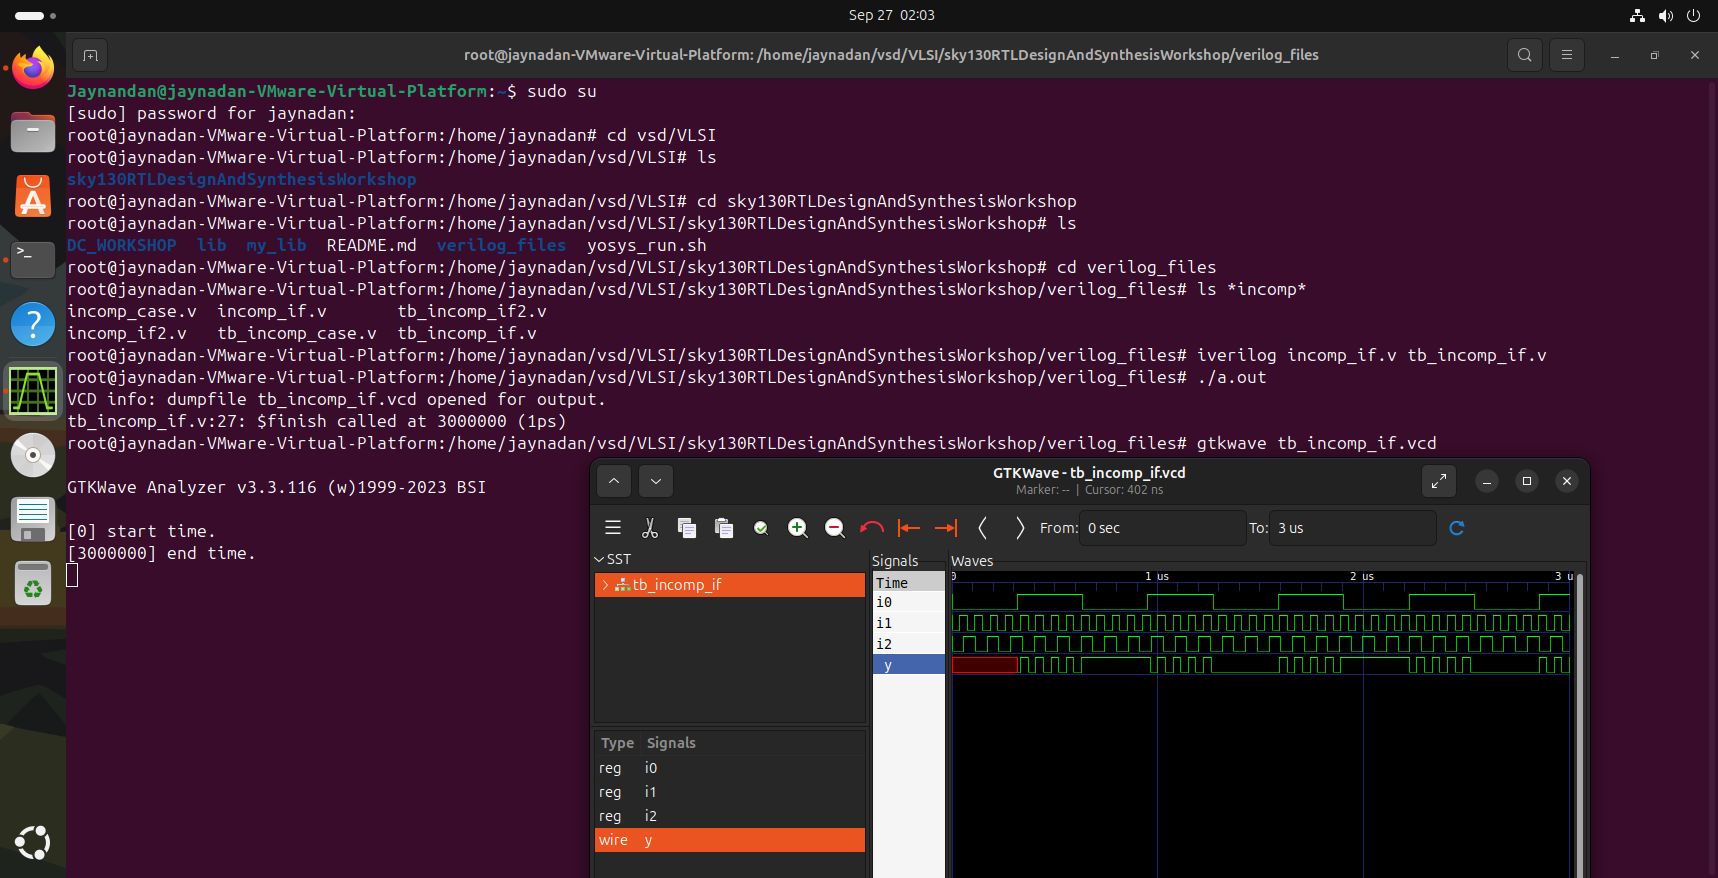 Sep 27 02:03
root@jaynadan-VMware-Virtual-Platform: /home/jaynadan/vsd/VLSI/sky130RTLDesignAndSynthesisWorkshop/verilog_files
Jaynandan@jaynadan-VMware-Virtual-Platform:~$ sudo su
[sudo] password for jaynadan:
root@jaynadan-VMware-Virtual-Platform:/home/jaynadan# cd vsd/VLSI
root@jaynadan-VMware-Virtual-Platform:/home/jaynadan/vsd/VLSI# ls
sky130RTLDesignAndSynthesisWorkshop
root@jaynadan-VMware-Virtual-Platform:/home/jaynadan/vsd/VLSI# cd sky130RTLDesignAndSynthesisWorkshop
root@jaynadan-VMware-Virtual-Platform:/home/jaynadan/vsd/VLSI/sky130RTLDesignAndSynthesisWorkshop# ls
DC_WORKSHOP lib my_lib README.md verilog_files yosys_run.sh
root@jaynadan-VMware-Virtual-Platform:/home/jaynadan/vsd/VLSI/sky130RTLDesignAndSynthesisWorkshop# cd verilog_files
root@jaynadan-VMware-Virtual-Platform:/home/jaynadan/vsd/VLSI/sky130RTLDesignAndSynthesisWorkshop/verilog_files# ls *incomp*
incomp_case.v incomp_if.v tb_incomp_if2.v
incomp_if2.v tb_incomp_case.v tb_incomp_if.v
root@jaynadan-VMware-Virtual-Platform:/home/jaynadan/vsd/VLSI/sky130RTLDesignAndSynthesisWorkshop/verilog_files# iverilog incomp_if.v tb_incomp_if.v
root@jaynadan-VMware-Virtual-Platform:/home/jaynadan/vsd/VLSI/sky130RTLDesignAndSynthesisWorkshop/verilog_files# ./a.out
VCD info: dumpfile tb_incomp_if.vcd opened for output.
tb_incomp_if.v:27: $finish called at 3000000 (1ps)
root@jaynadan-VMware-Virtual-Platform:/home/jaynadan/vsd/VLSI/sky130RTLDesignAndSynthesisWorkshop/verilog_files# gtkwave tb_incomp_if.vcd
GTKWave Analyzer v3.3.116 (w)1999-2023 BSI
[0] start time.
[3000000] end time.
GTKWave - tb_incomp_if.vcd
Marker: -- | Cursor: 402 ns
From: 0 sec To: 3 us
SST
tb_incomp_if
Type Signals
reg i0
reg i1
reg i2
wire y
Signals
Time
i0
i1
i2
y
Waves
0 1 us 2 us 3 u